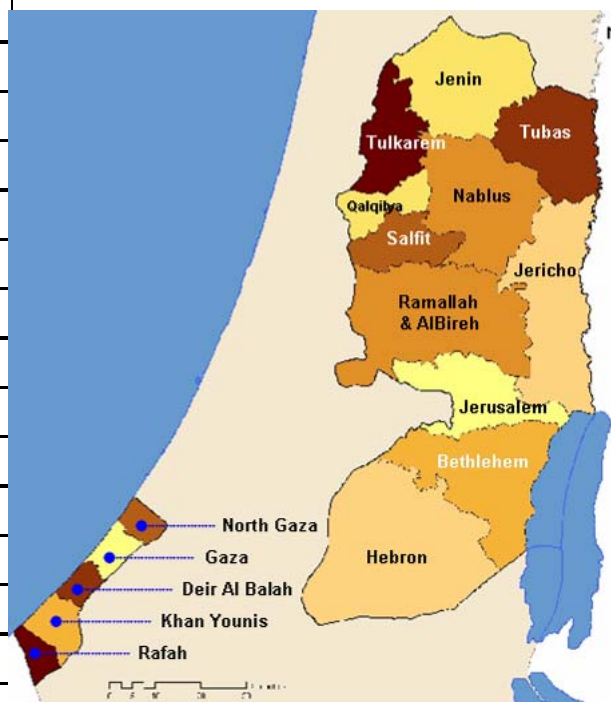 Jenin
Tubas
Tulkarem
Nablus
Qalqilya
Salfit
Jericho
Ramallah
& AlBireh
Jerusalem
Bethlehem
Hebron
North Gaza
Gaza
Deir Al Balah
Khan Younis
Rafah